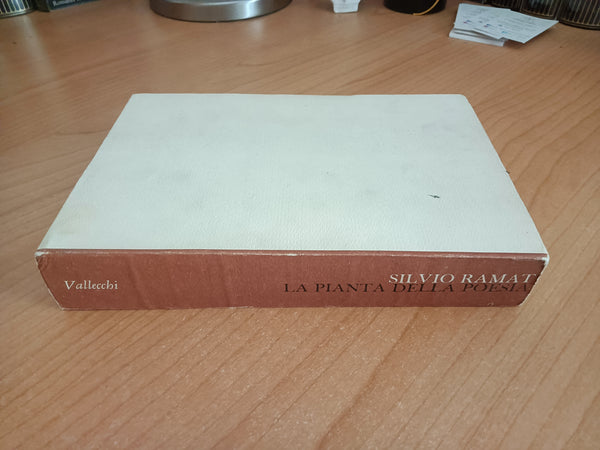 Vallecchi
SILVIO RAMAT
LA PIANTA DELLA POESIA